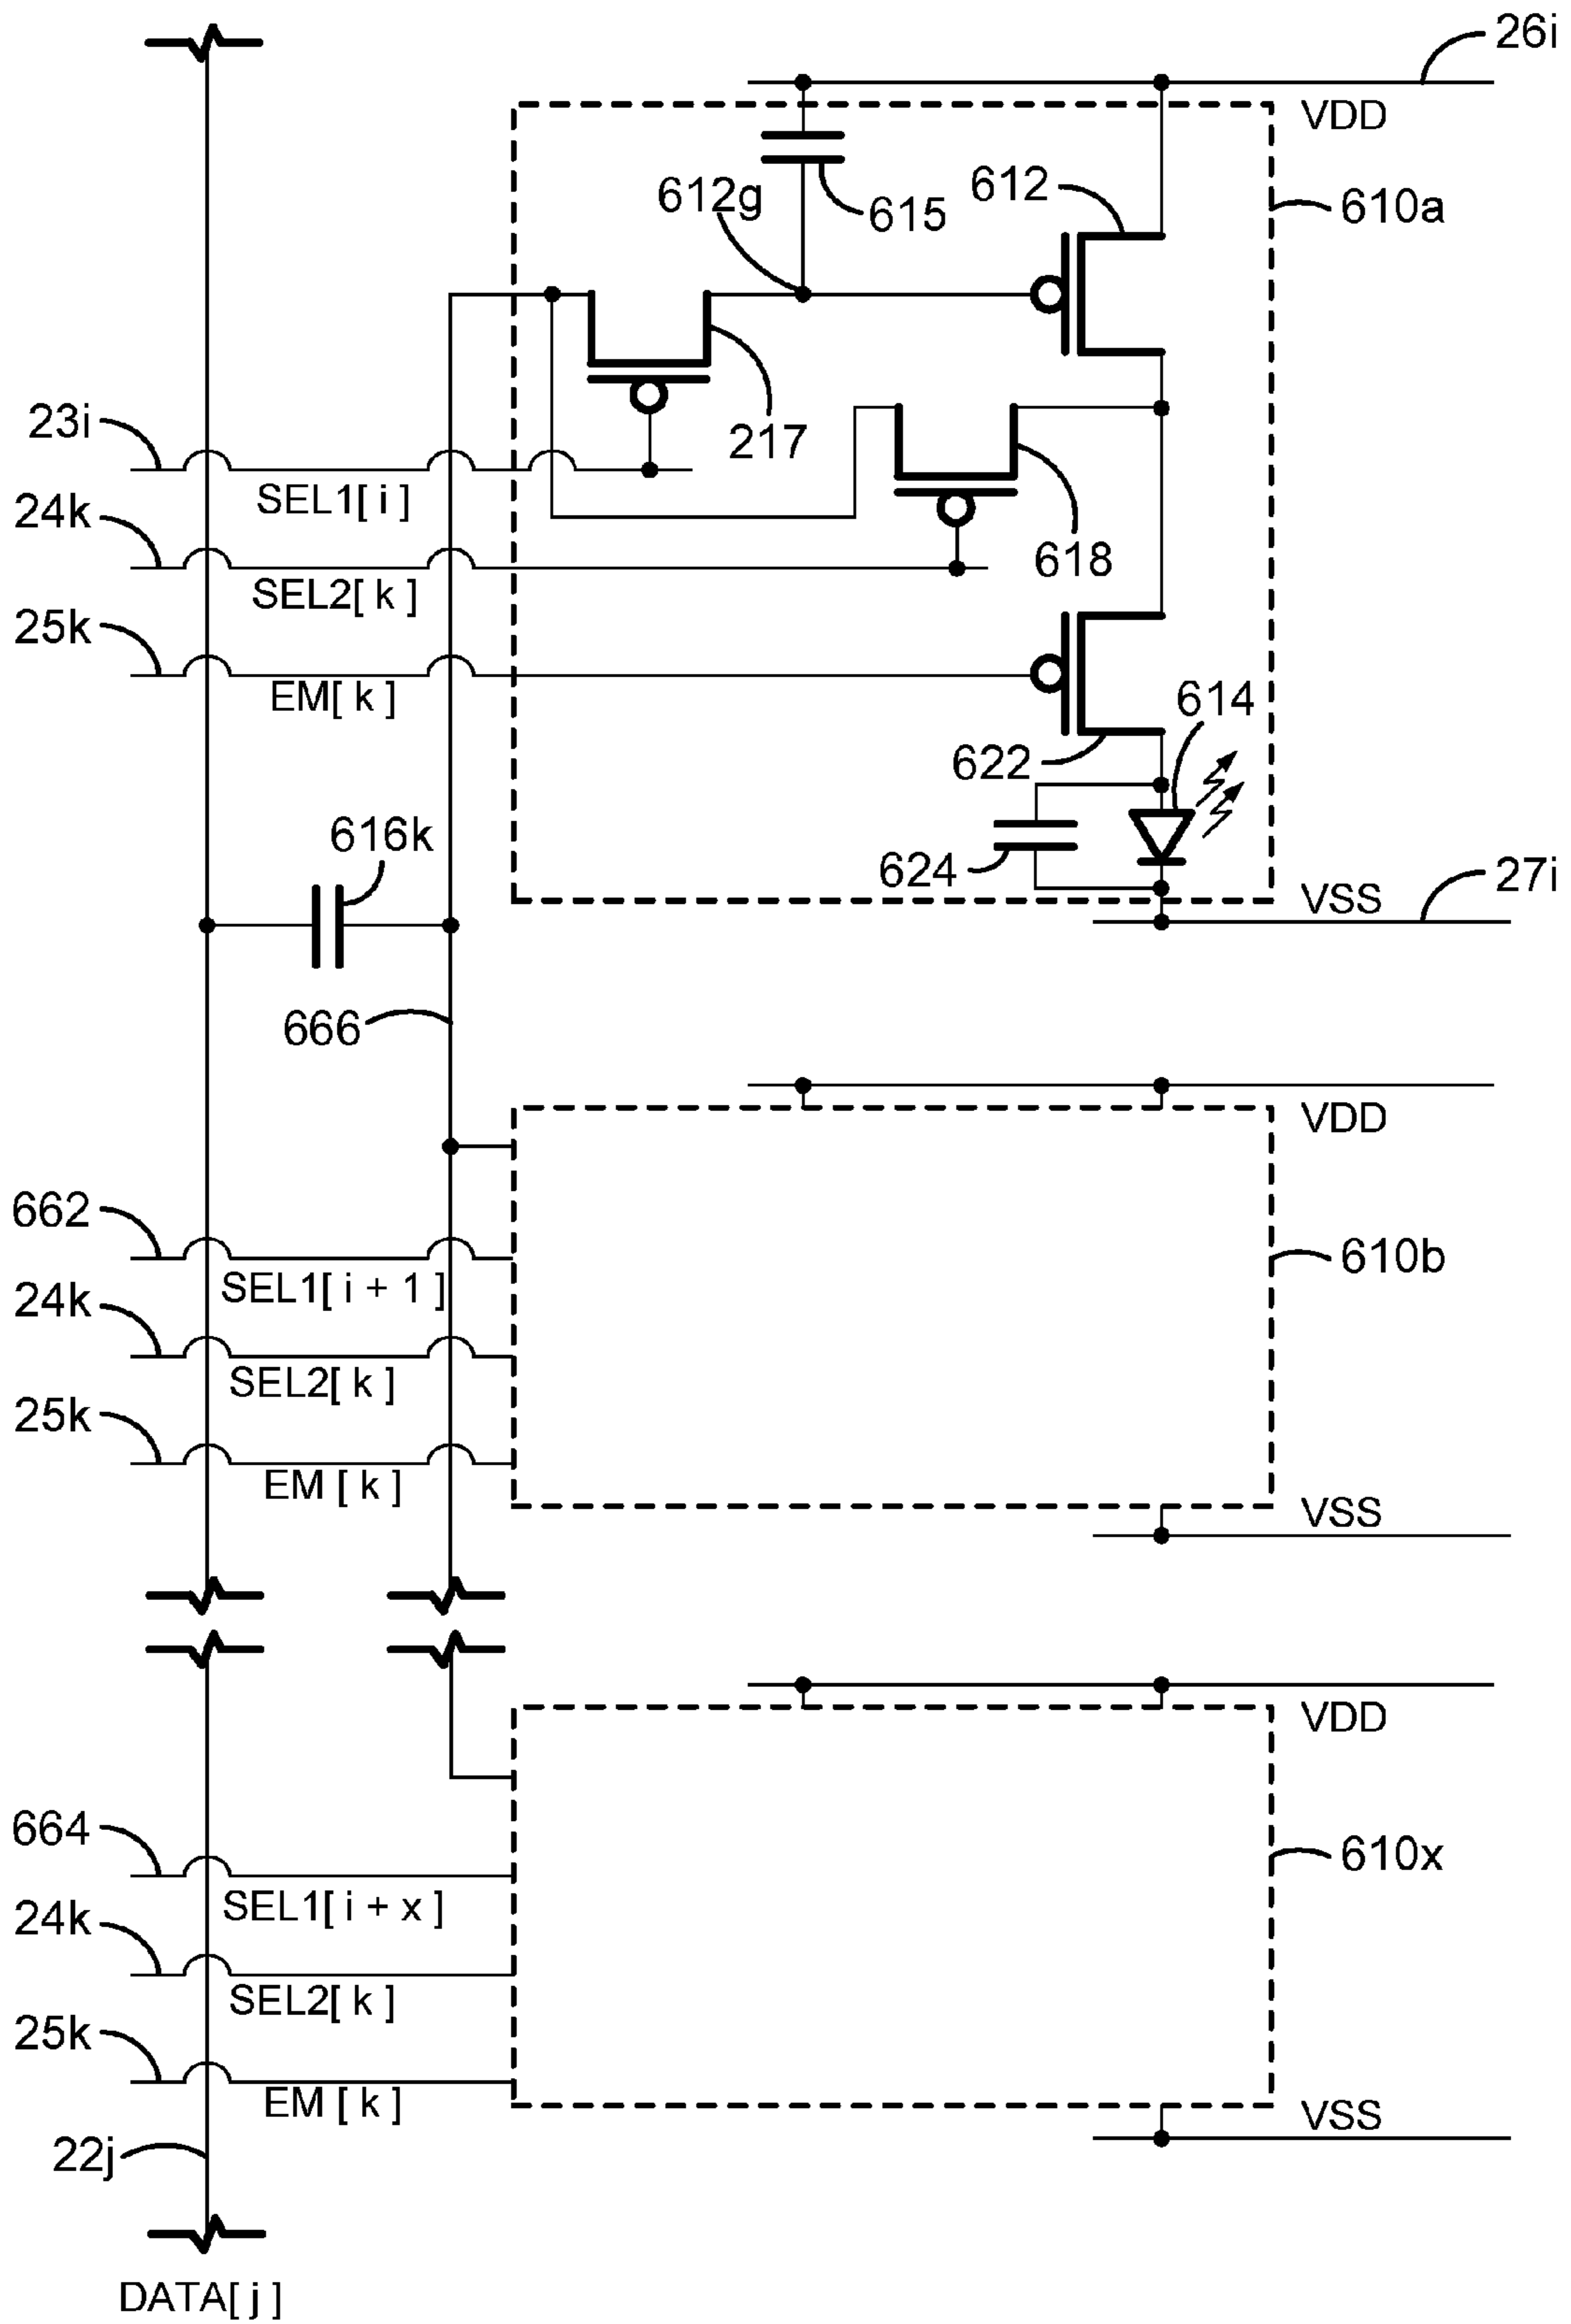 26i
VDD
612
612g
610a
615
23i
217
SEL1[ i ]
24k
618
SEL2[ k ]
25k
EM[ k ]
614
622
616k
624
VSS
27i
666
VDD
662
610b
SEL1[ i + 1 ]
24k
SEL2[ k ]
25k
EM [ k ]
VSS
VDD
664
610x
SEL1[ i + x ]
24k
SEL2[ k ]
25k
EM [ k ]
VSS
22j
DATA[ j ]